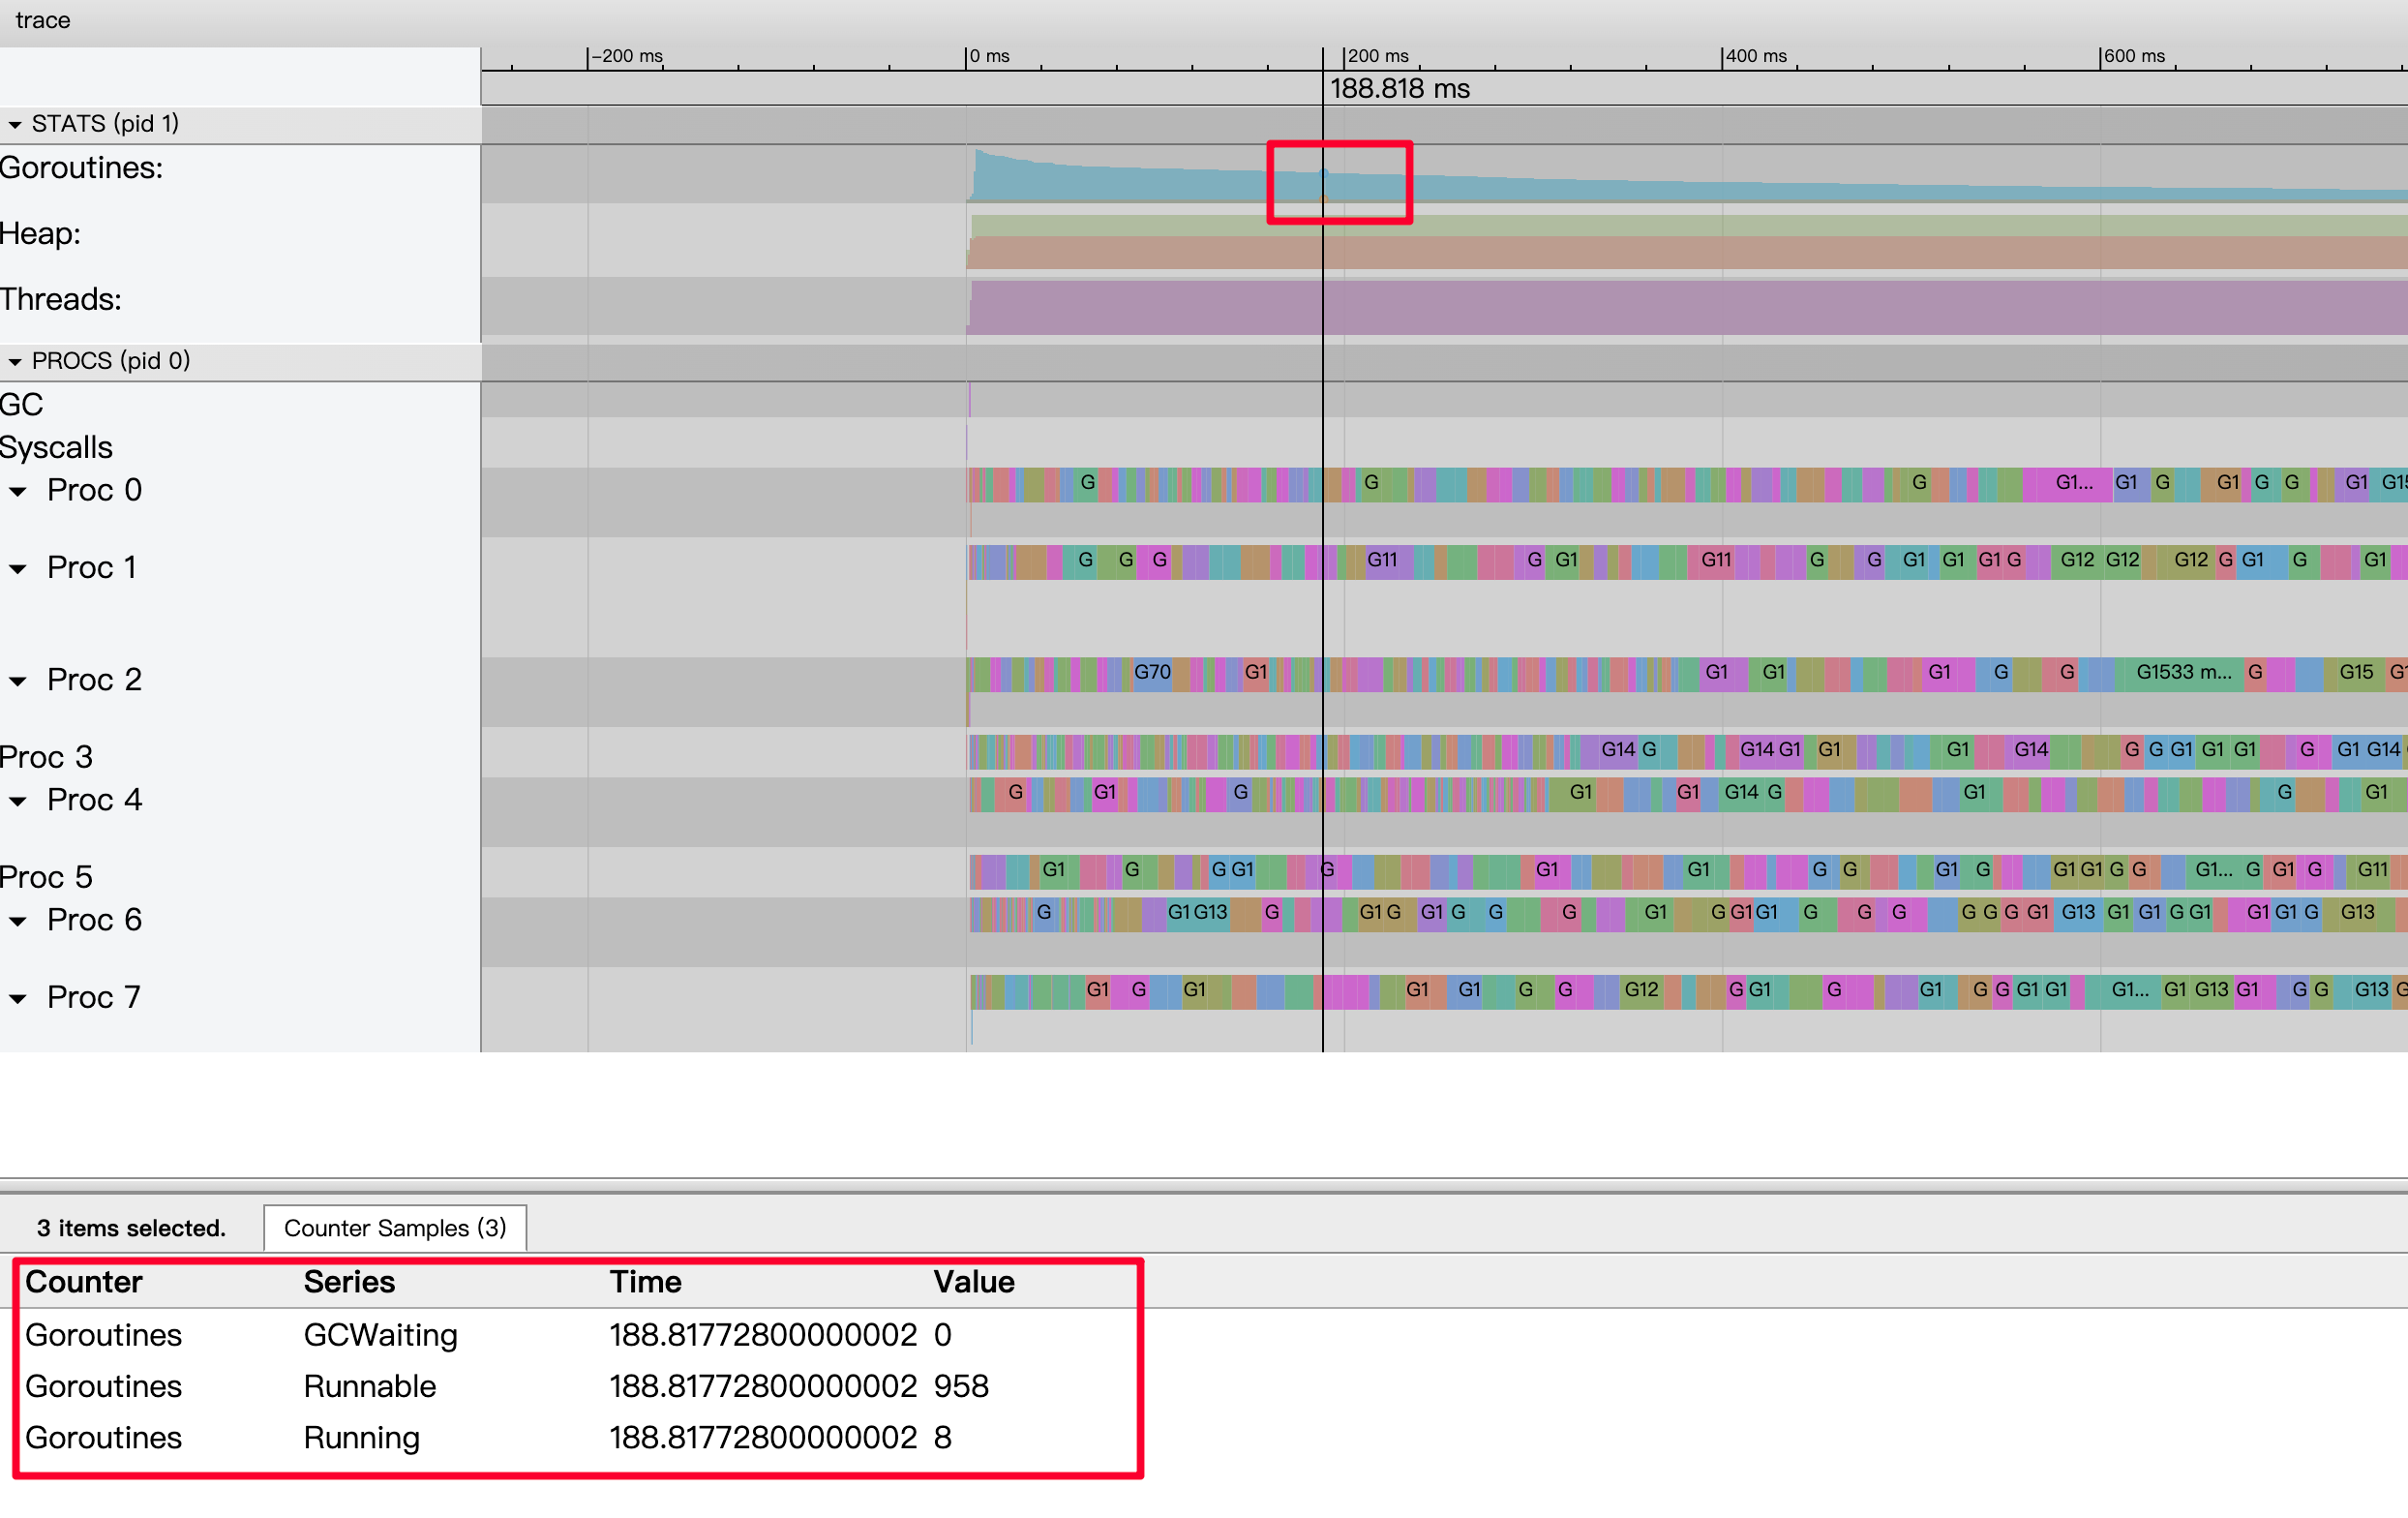 trace
-200 ms 0 ms 200 ms 400 ms 600 ms
188.818 ms
STATS (pid 1)
Goroutines:
Heap:
Threads:
PROCS (pid 0)
GC
Syscalls
Proc 0 G G G G1... G1 G G1 G G G1
Proc 1 G G G G11 G G1 G11 G G G1 G1 G1 G G12 G12 G12 G G1 G G1
Proc 2 G70 G1 G1 G1 G1 G G G1533 m... G G15
Proc 3 G14 G G14 G1 G1 G1 G14 G G G1 G1 G1 G G1 G14
Proc 4 G G1 G G1 G1 G14 G G1 G G1
Proc 5 G1 G G G1 G G1 G1 G G G1 G G1 G1 G G G1... G G1 G G11
Proc 6 G G1 G13 G G1 G G1 G G G G1 G G1 G1 G G G G G G G1 G13 G1 G1 G G1 G1 G1 G G13
Proc 7 G1 G G1 G1 G1 G G G12 G G1 G G1 G G G1 G1 G1... G1 G13 G1 G G G13
3 items selected. Counter Samples (3)
Counter Series Time Value
Goroutines GCWaiting 188.81772800000002 0
Goroutines Runnable 188.81772800000002 958
Goroutines Running 188.81772800000002 8